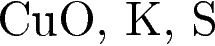 CuO, K, S